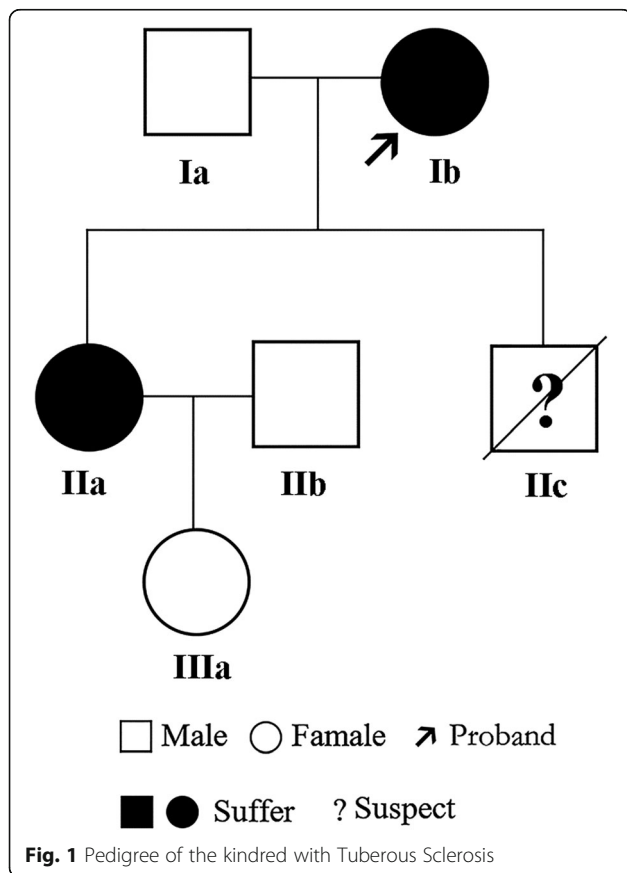 Ia
Ib
?
IIa
IIb
IIc
IIIa
Male Famale Proband
Suffer ? Suspect
Fig. 1 Pedigree of the kindred with Tuberous Sclerosis